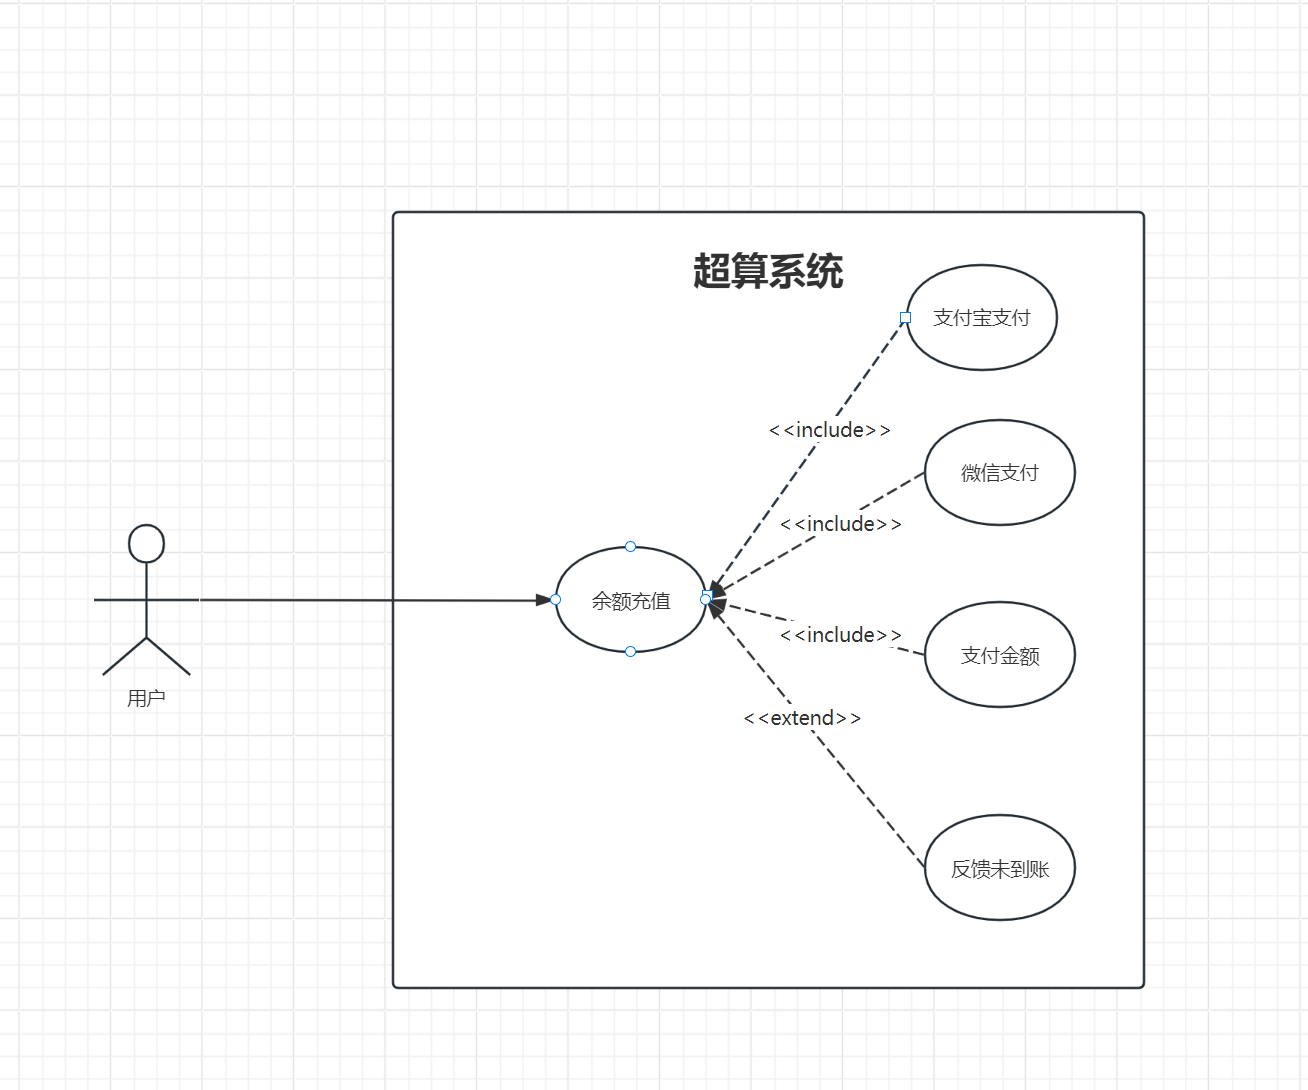 超算系统
支付宝支付
<<include>>
微信支付
<<include>>
余额充值
<<include>>
支付金额
用户
<<extend>>
反馈未到账